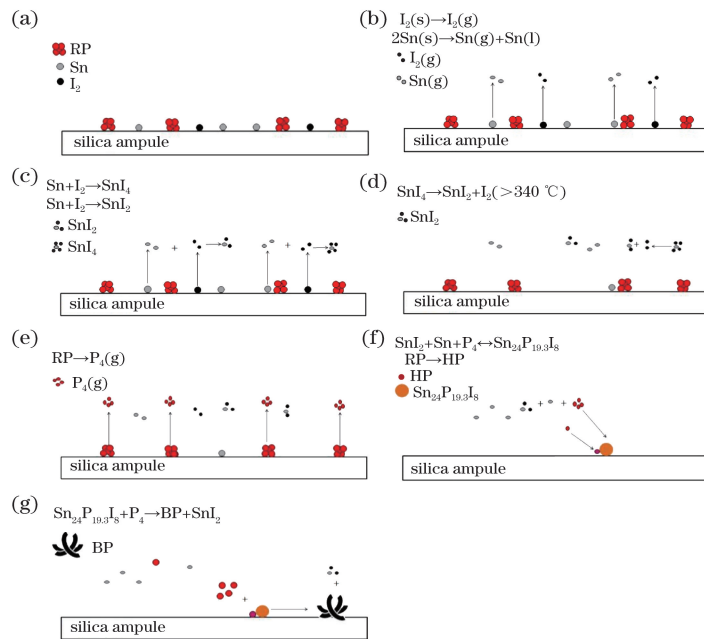 (a)
RP
Sn
I₂
silica ampule
(b)
I₂(s)→I₂(g)
2Sn(s)→Sn(g)+Sn(l)
I₂(g)
Sn(g)
silica ampule
(c)
Sn+I₂→SnI₄
Sn+I₂→SnI₂
SnI₂
SnI₄
+
+
silica ampule
(d)
SnI₄→SnI₂+I₂(>340 ℃)
SnI₂
+
silica ampule
(e)
RP→P₄(g)
P₄(g)
silica ampule
(f)
SnI₂+Sn+P₄↔Sn₂₄P₁₉.₃I₈
RP→HP
HP
Sn₂₄P₁₉.₃I₈
+ +
silica ampule
(g)
Sn₂₄P₁₉.₃I₈+P₄→BP+SnI₂
BP
+
+
silica ampule